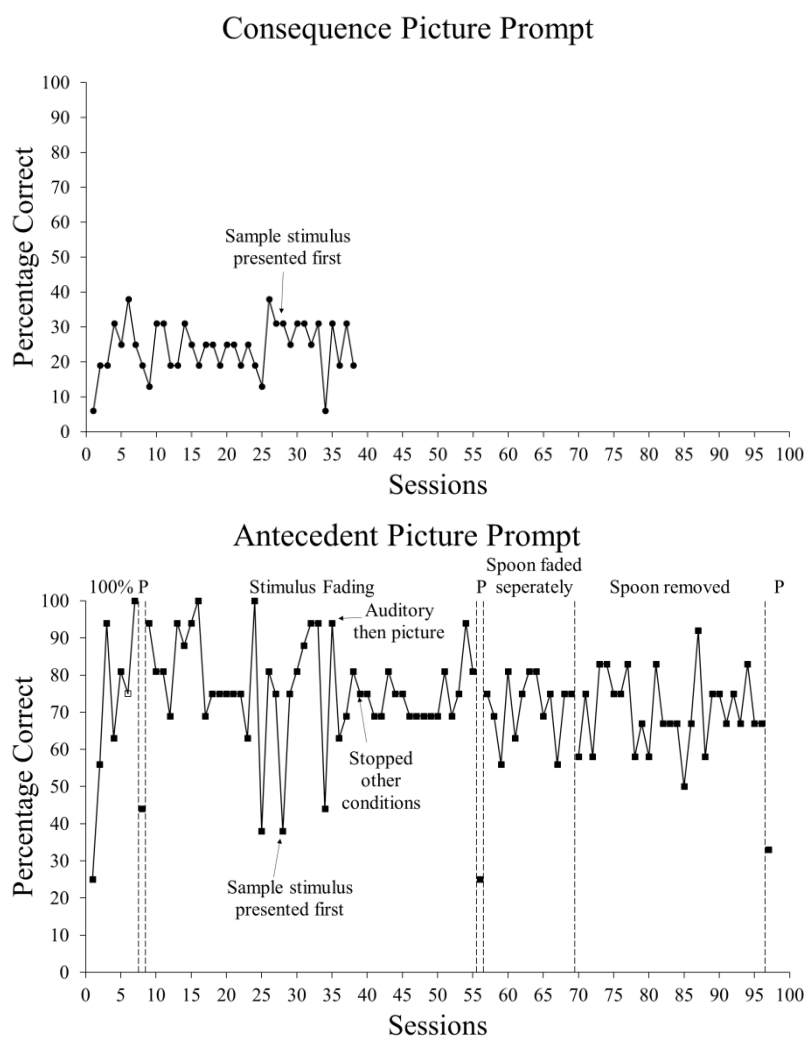 Consequence Picture Prompt
100
90
80
70
60
50
40
30
20
10
0
Percentage Correct
Sample stimulus
presented first
0 5 10 15 20 25 30 35 40 45 50 55 60 65 70 75 80 85 90 95 100
Sessions
Antecedent Picture Prompt
100% P Stimulus Fading P Spoon faded
seperately Spoon removed P
100
90
80
70
60
50
40
30
20
10
0
Percentage Correct
Auditory
then picture
Stopped
other
conditions
Sample stimulus
presented first
0 5 10 15 20 25 30 35 40 45 50 55 60 65 70 75 80 85 90 95 100
Sessions